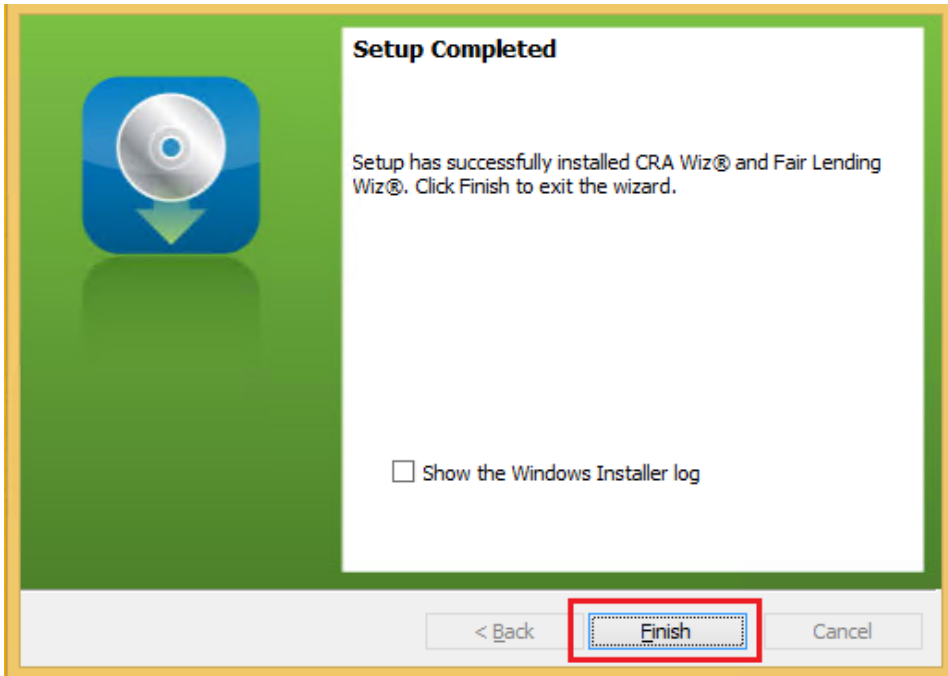 Setup Completed
Setup has successfully installed CRA Wiz® and Fair Lending
Wiz®. Click Finish to exit the wizard.
Show the Windows Installer log
< Back
Finish
Cancel